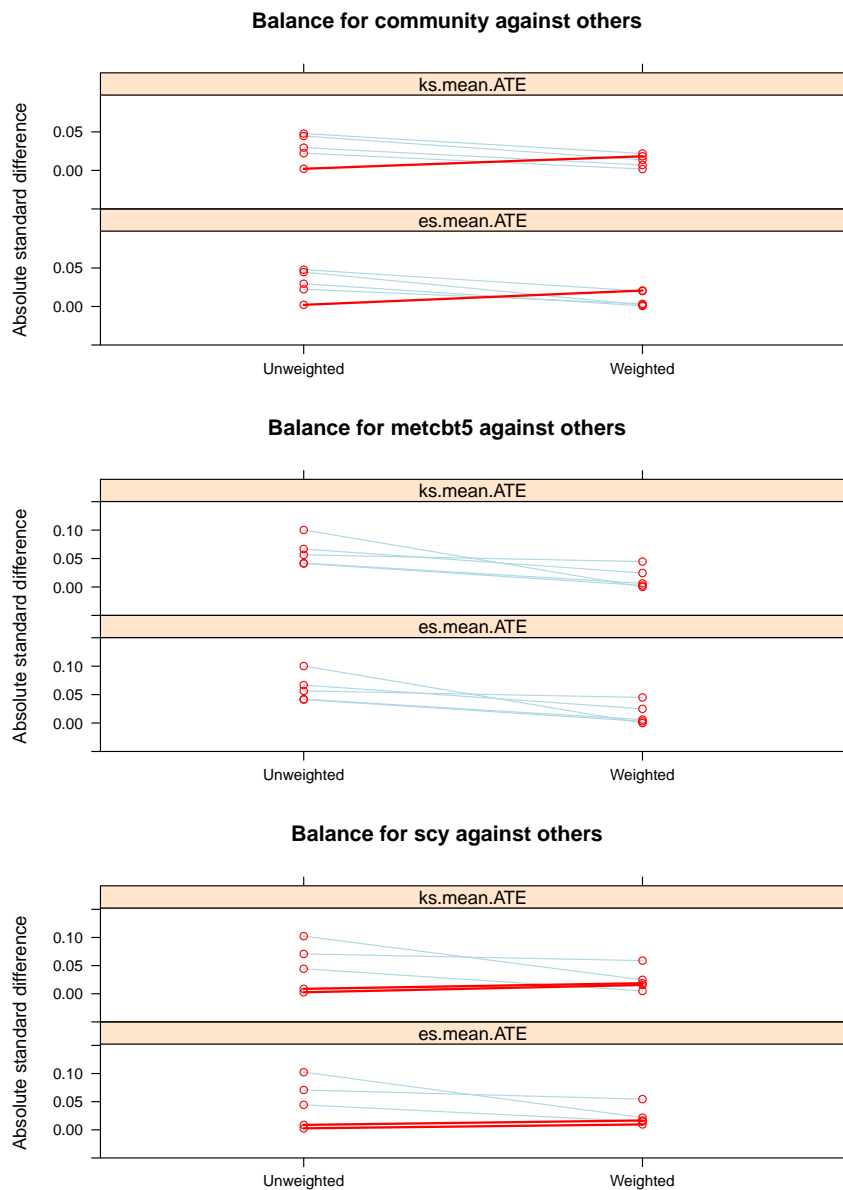 Balance for community against others
ks.mean.ATE
0.05
0.00
es.mean.ATE
0.05
0.00
Absolute standard difference
Unweighted Weighted
Balance for metcbt5 against others
ks.mean.ATE
0.10
0.05
0.00
es.mean.ATE
0.10
0.05
0.00
Absolute standard difference
Unweighted Weighted
Balance for scy against others
ks.mean.ATE
0.10
0.05
0.00
es.mean.ATE
0.10
0.05
0.00
Absolute standard difference
Unweighted Weighted